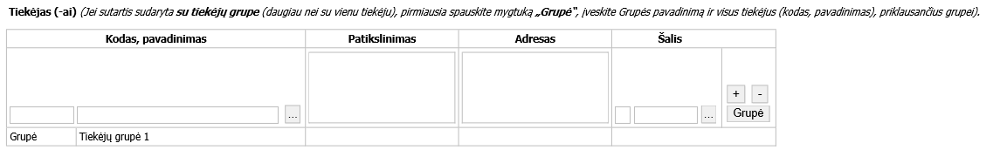 Tiekėjas (-ai) (Jei sutartis sudaryta su tiekėjų grupe (daugiau nei su vienu tiekėju), pirmiausia spauskite mygtuką „Grupė“, įveskite Grupės pavadinimą ir visus tiekėjus (kodas, pavadinimas), priklausančius grupei).
Kodas, pavadinimas Patikslinimas Adresas Šalis
+ -
... ... Grupė
Grupė Tiekėjų grupė 1